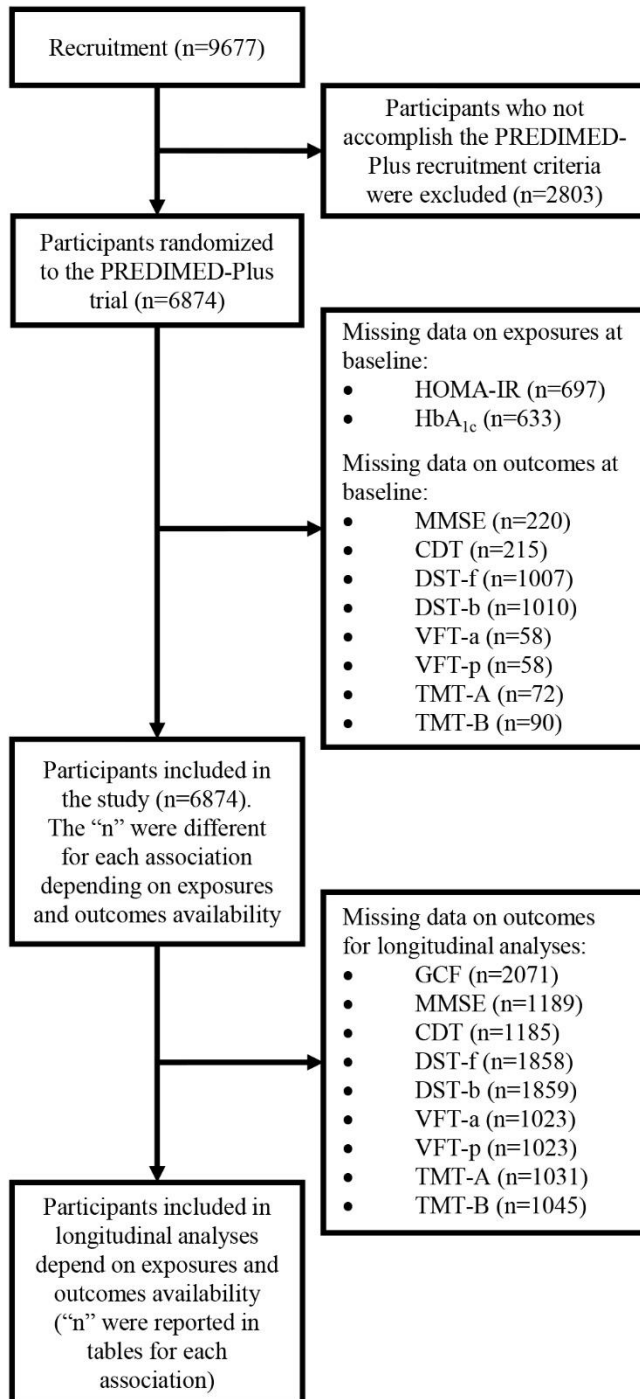 Recruitment (n=9677)
Participants who not
accomplish the PREDIMED-
Plus recruitment criteria
were excluded (n=2803)
Participants randomized
to the PREDIMED-Plus
trial (n=6874)
Missing data on exposures at
baseline:
• HOMA-IR (n=697)
• HbA1c (n=633)
Missing data on outcomes at
baseline:
• MMSE (n=220)
• CDT (n=215)
• DST-f (n=1007)
• DST-b (n=1010)
• VFT-a (n=58)
• VFT-p (n=58)
• TMT-A (n=72)
• TMT-B (n=90)
Participants included in
the study (n=6874).
The “n” were different
for each association
depending on exposures
and outcomes availability
Missing data on outcomes
for longitudinal analyses:
• GCF (n=2071)
• MMSE (n=1189)
• CDT (n=1185)
• DST-f (n=1858)
• DST-b (n=1859)
• VFT-a (n=1023)
• VFT-p (n=1023)
• TMT-A (n=1031)
• TMT-B (n=1045)
Participants included in
longitudinal analyses
depend on exposures and
outcomes availability
(“n” were reported in
tables for each
association)